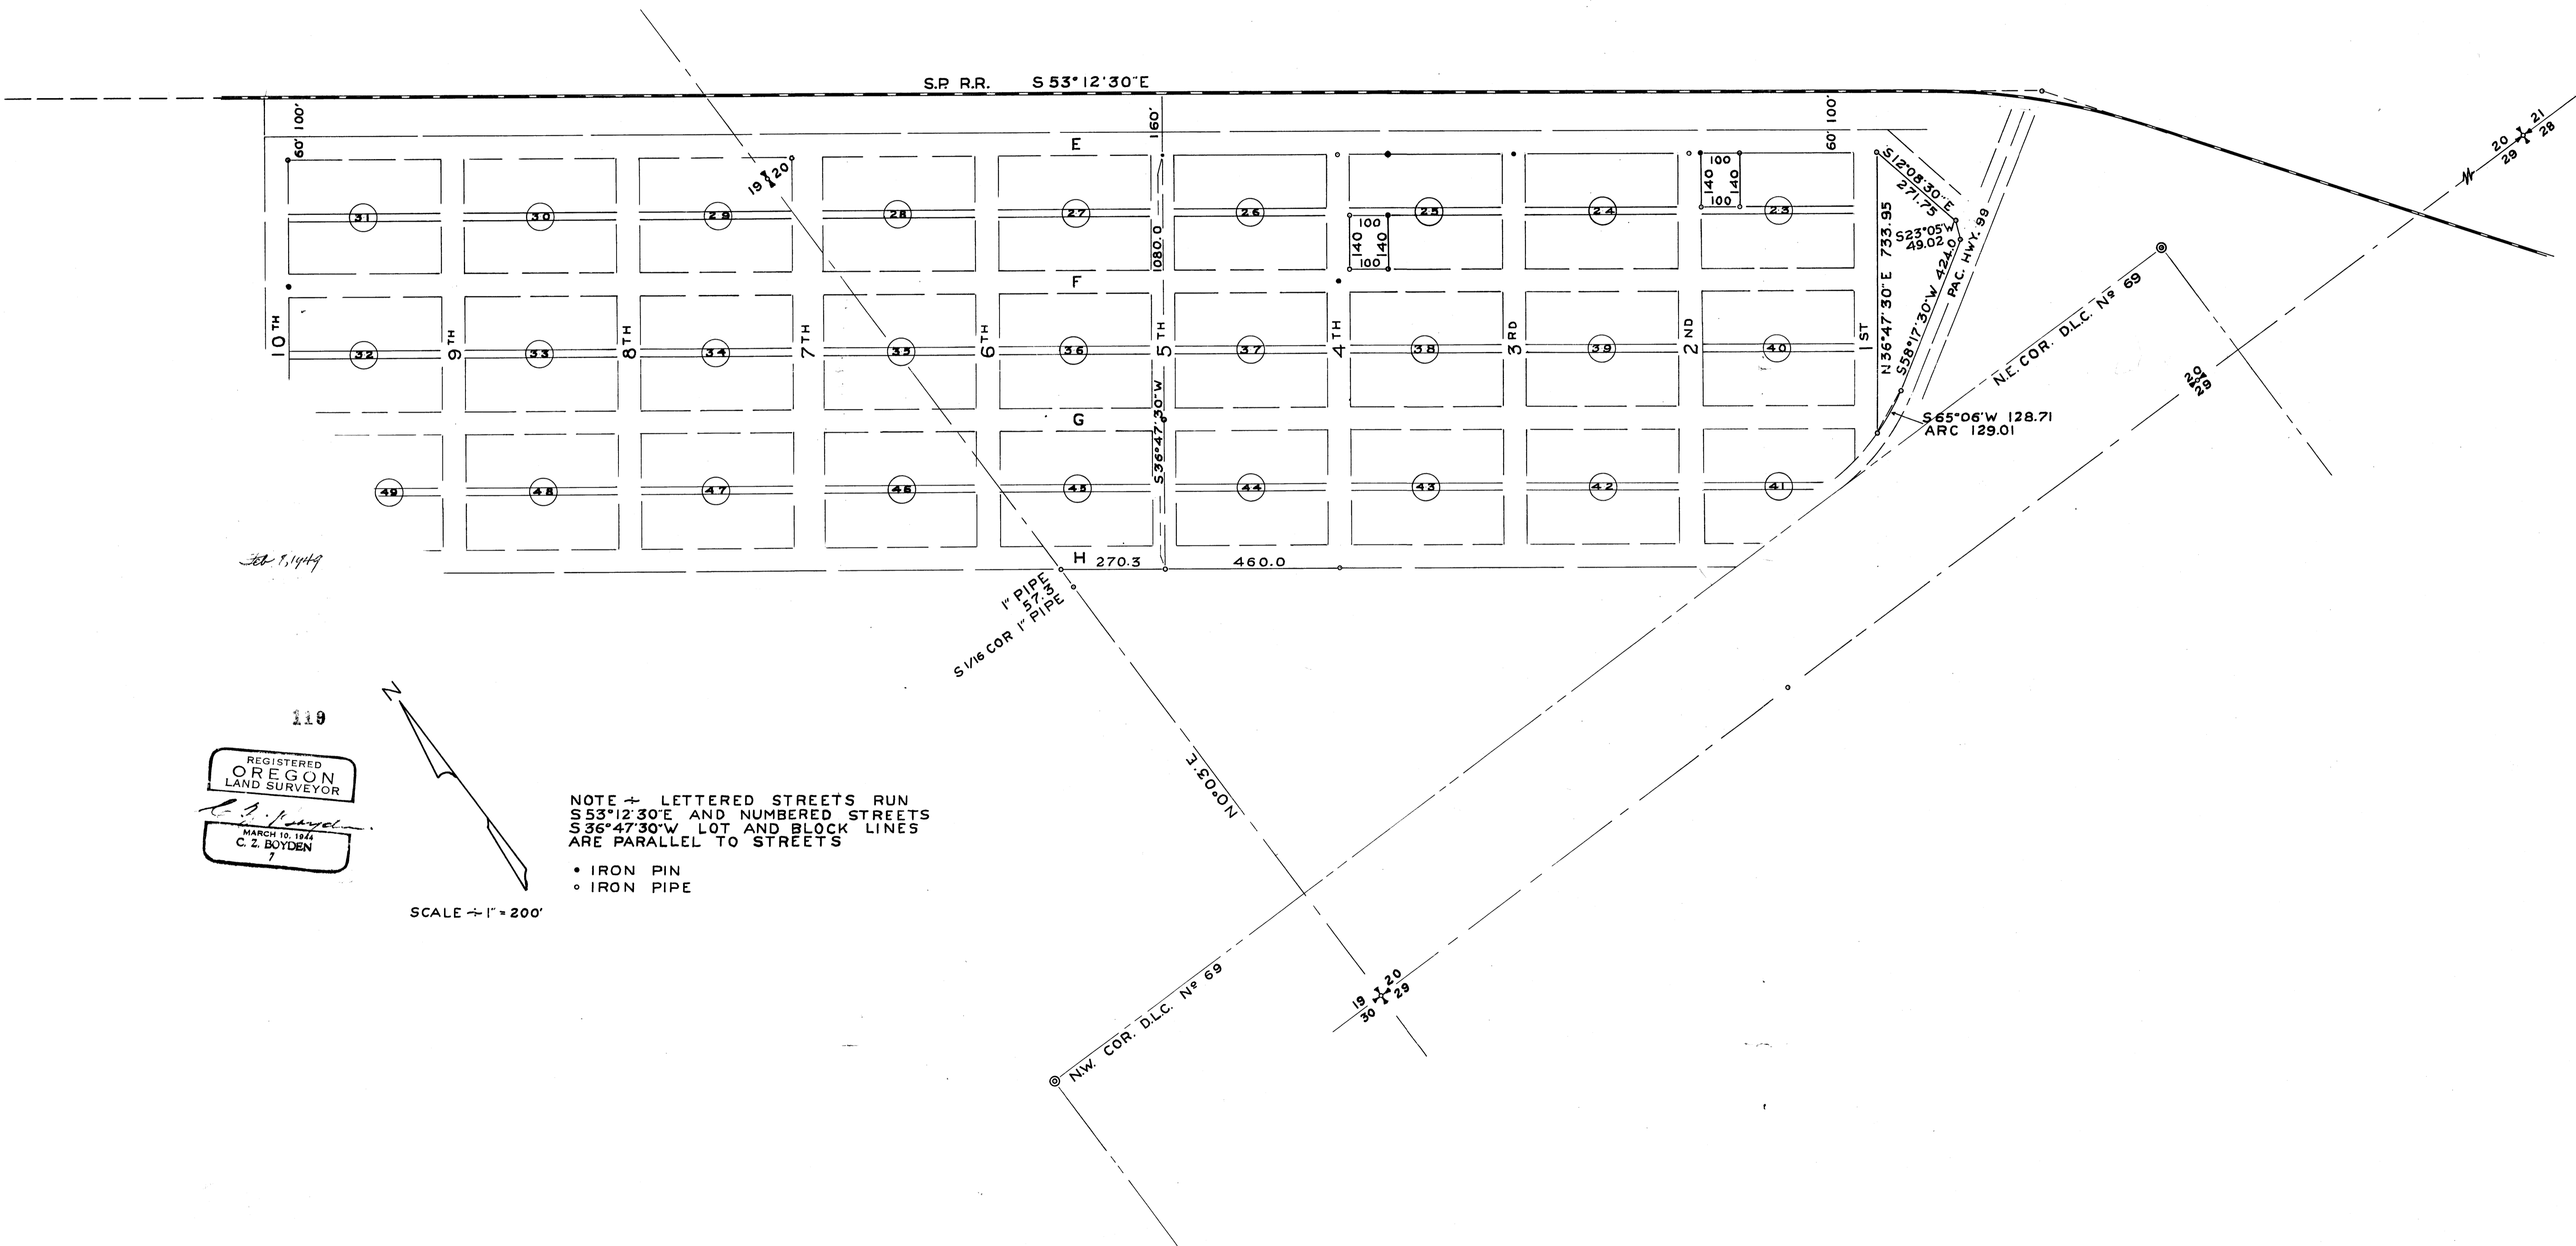 S.P. R.R. S 53° 12' 30" E
60' 100'
160'
60' 100'
E
20 21
29 28
19 20
S 12° 08' 30" E
271.75
31 30 29 28 27 26 25 24 23
100
140 140
100
100
140 140
100
1080.0
N 36° 47' 30" E 733.95
S 23° 05' W
49.02
S 58° 17' 30" W 424.0
PAC. HWY. 99
F
10TH 9TH 8TH 7TH 6TH 5TH 4TH 3RD 2ND 1ST
32 33 34 35 36 37 38 39 40
N.E. COR. D.L.C. Nº 69
20
29
G
S 36° 47' 30" W
S 65° 06' W 128.71
ARC 129.01
49 48 47 46 45 44 43 42 41
Feb 8, 1949
H 270.3 460.0
1" PIPE
57.3
S 1/16 COR 1" PIPE
N 0° 03' E
119
REGISTERED
OREGON
LAND SURVEYOR
MARCH 10, 1944
C. Z. BOYDEN
7
N
SCALE ÷ 1" = 200'
NOTE ÷ LETTERED STREETS RUN
S 53° 12' 30" E AND NUMBERED STREETS
S 36° 47' 30" W LOT AND BLOCK LINES
ARE PARALLEL TO STREETS
• IRON PIN
○ IRON PIPE
19 20
30 29
N.W. COR. D.L.C. Nº 69